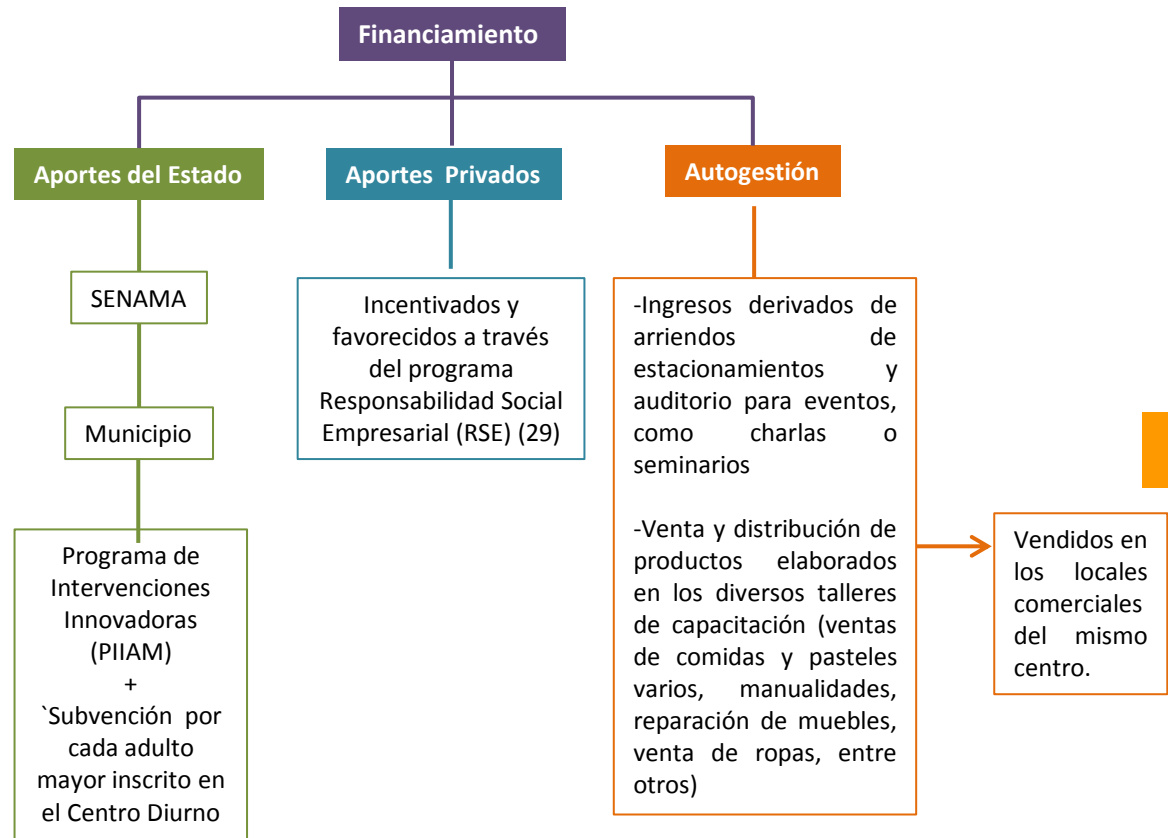 Financiamiento
Aportes del Estado
SENAMA
Municipio
Programa de
Intervenciones
Innovadoras
(PIIAM)
+
`Subvención por
cada adulto
mayor inscrito en
el Centro Diurno
Aportes Privados
Incentivados y
favorecidos a través
del programa
Responsabilidad Social
Empresarial (RSE) (29)
Autogestión
-Ingresos derivados de
arriendos de
estacionamientos y
auditorio para eventos,
como charlas o
seminarios
-Venta y distribución de
productos elaborados
en los diversos talleres
de capacitación (ventas
de comidas y pasteles
varios, manualidades,
reparación de muebles,
venta de ropas, entre
otros)
Vendidos en
los locales
comerciales
del mismo
centro.